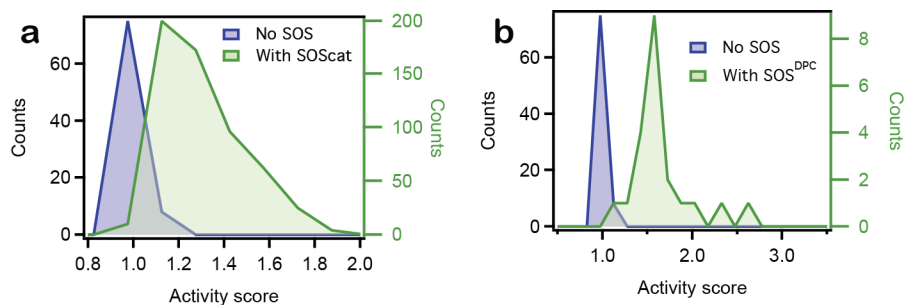 a
No SOS
With SOScat
Counts
60
40
20
0
200
150
100
50
0
Counts
0.8 1.0 1.2 1.4 1.6 1.8 2.0
Activity score
b
No SOS
With SOS^DPC
Counts
60
40
20
0
8
6
4
2
0
Counts
1.0 2.0 3.0
Activity score